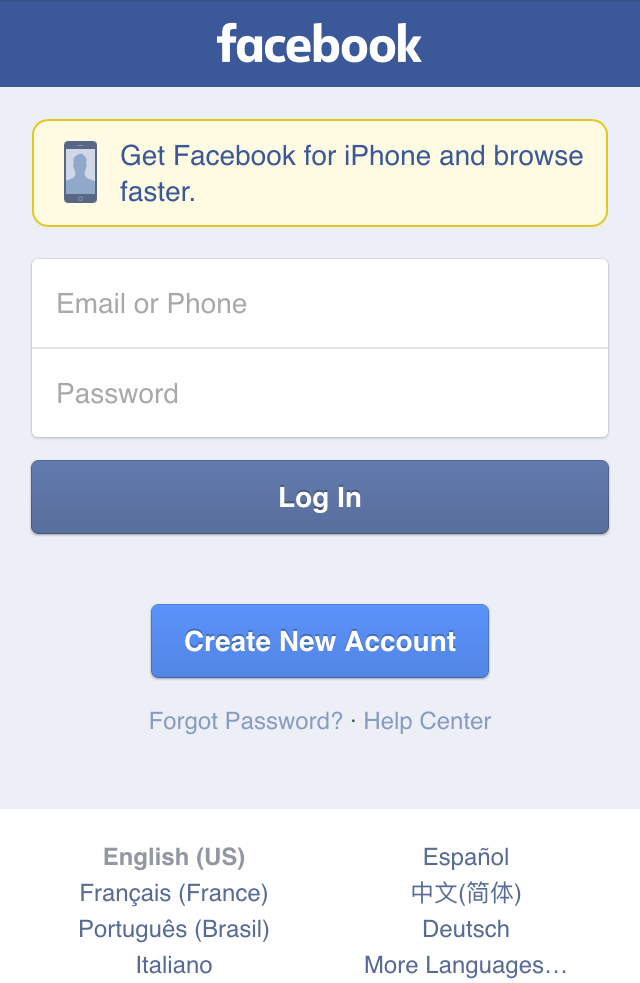 facebook
Get Facebook for iPhone and browse
faster.
Email or Phone
Password
Log In
Create New Account
Forgot Password? · Help Center
English (US)
Español
Français (France)
中文(简体)
Português (Brasil)
Deutsch
Italiano
More Languages…